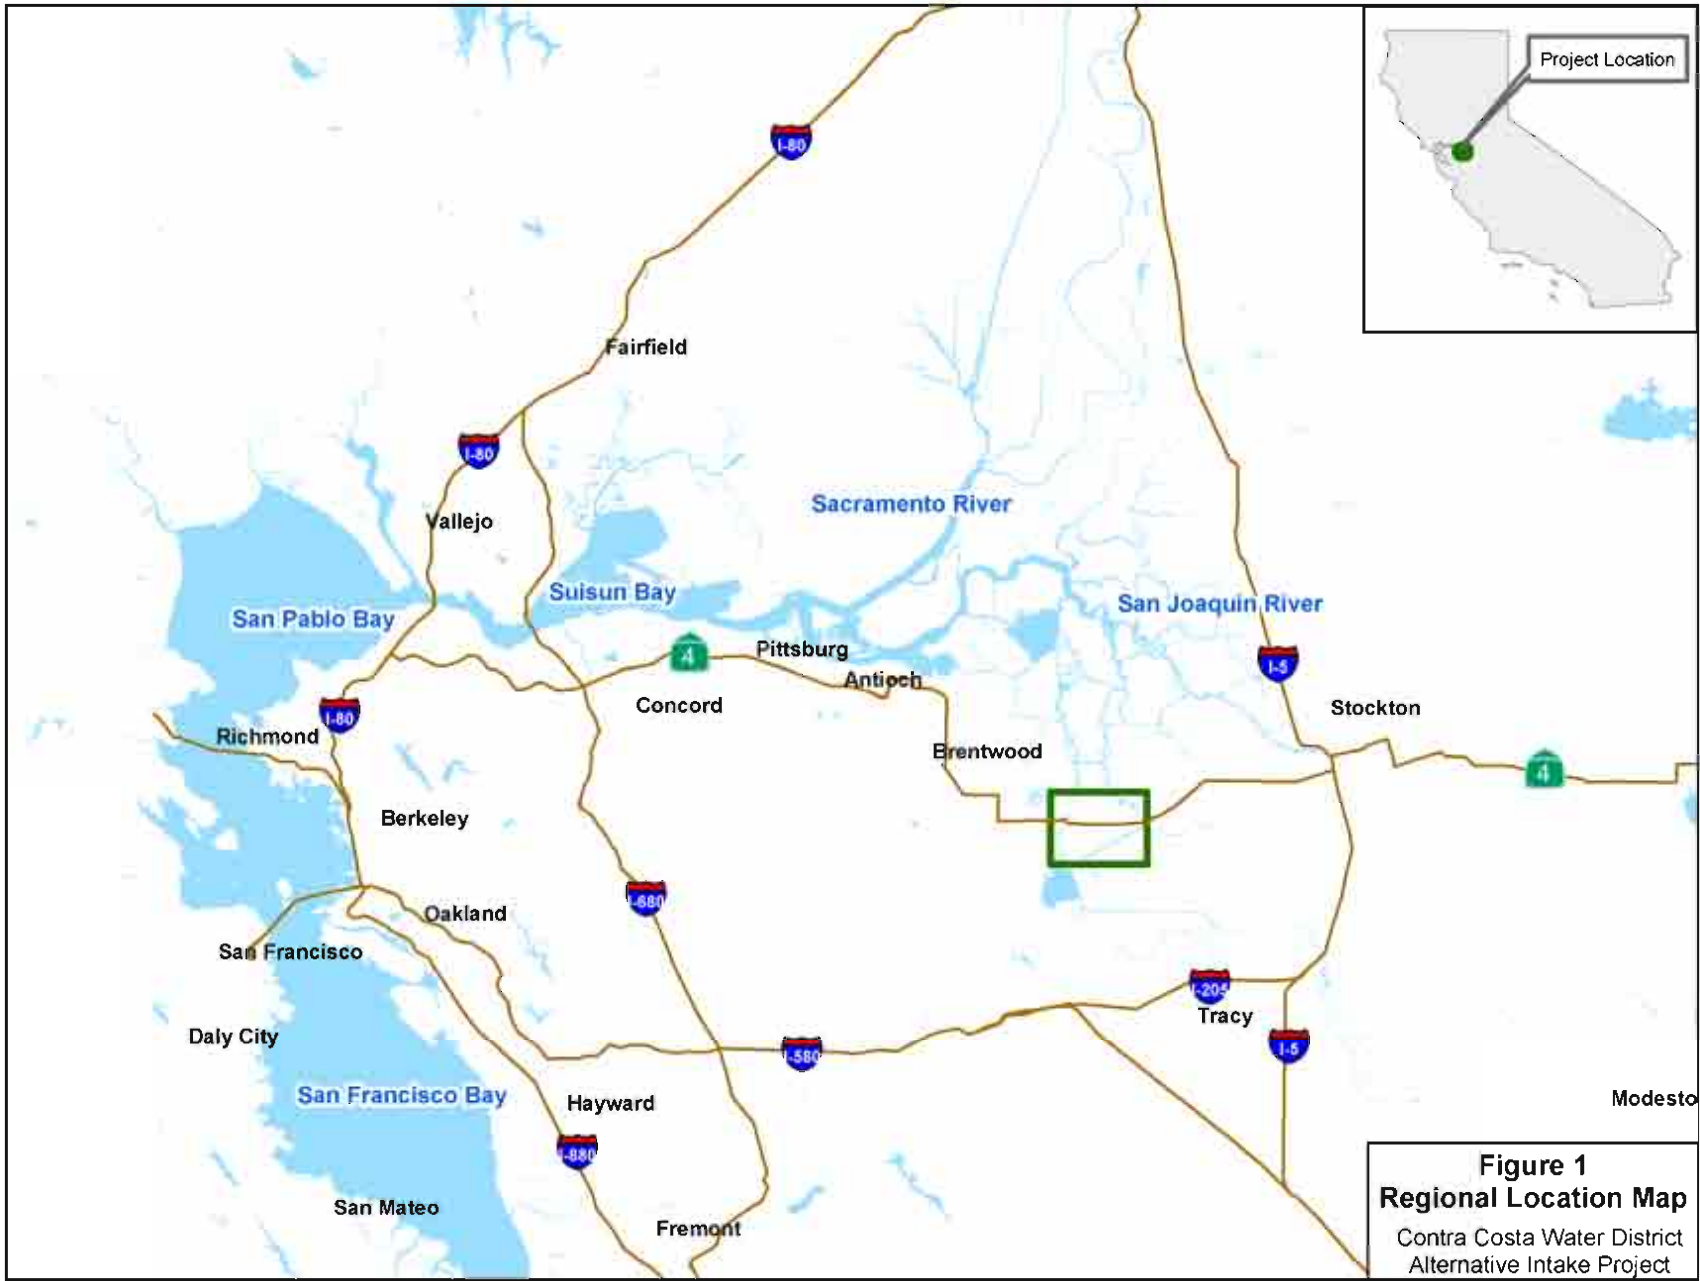 Project Location
I-80
Fairfield
I-80
Sacramento River
Vallejo
Suisun Bay
San Joaquin River
San Pablo Bay
4
Pittsburg
I-5
Antioch
Concord
Stockton
I-80
Richmond
Brentwood
4
Berkeley
I-680
Oakland
San Francisco
I-205
Tracy
Daly City
I-580
I-5
San Francisco Bay
Hayward
Modesto
I-880
Figure 1
Regional Location Map
San Mateo
Fremont
Contra Costa Water District
Alternative Intake Project